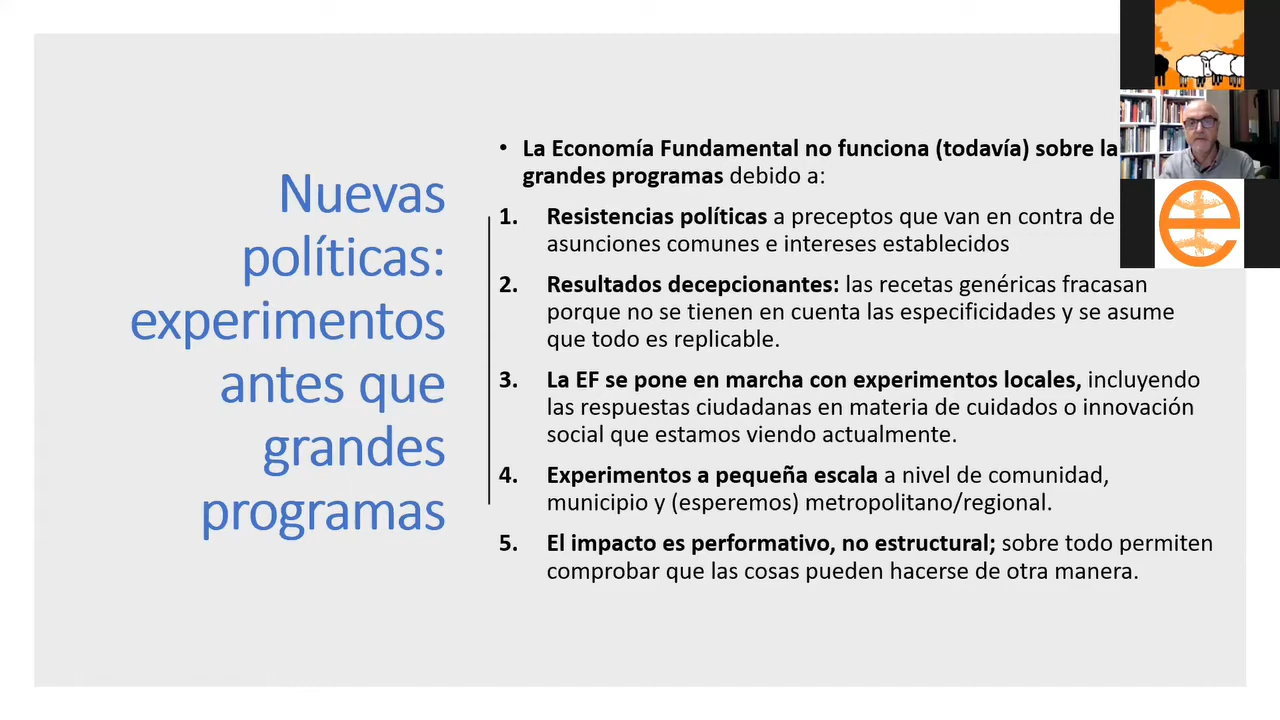 Nuevas
políticas:
experimentos
antes que
grandes
programas
• La Economía Fundamental no funciona (todavía) sobre la
grandes programas debido a:
1. Resistencias políticas a preceptos que van en contra de
asunciones comunes e intereses establecidos
2. Resultados decepcionantes: las recetas genéricas fracasan
porque no se tienen en cuenta las especificidades y se asume
que todo es replicable.
3. La EF se pone en marcha con experimentos locales, incluyendo
las respuestas ciudadanas en materia de cuidados o innovación
social que estamos viendo actualmente.
4. Experimentos a pequeña escala a nivel de comunidad,
municipio y (esperemos) metropolitano/regional.
5. El impacto es performativo, no estructural; sobre todo permiten
comprobar que las cosas pueden hacerse de otra manera.